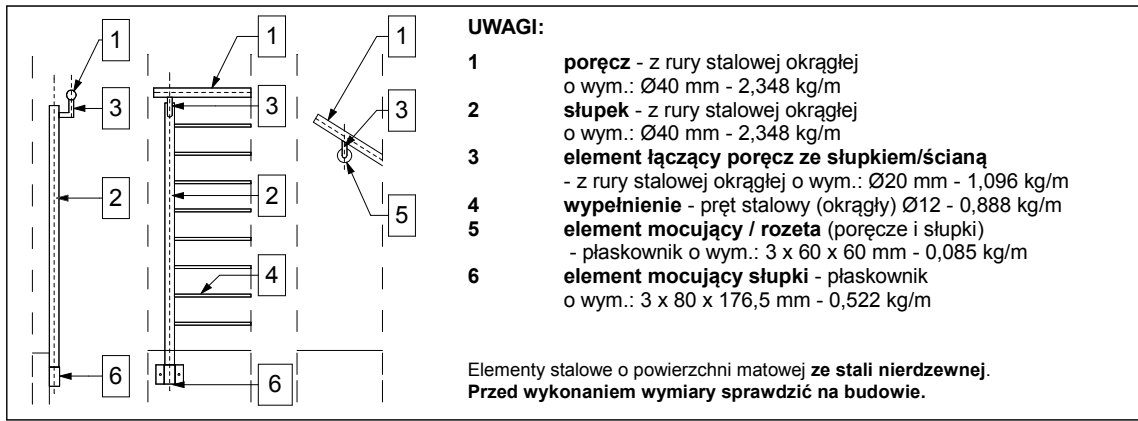 1
1
1
3
3
3
2
2
5
4
6
6
UWAGI:
1 poręcz - z rury stalowej okrągłej
o wym.: Ø40 mm - 2,348 kg/m
2 słupek - z rury stalowej okrągłej
o wym.: Ø40 mm - 2,348 kg/m
3 element łączący poręcz ze słupkiem/ścianą
- z rury stalowej okrągłej o wym.: Ø20 mm - 1,096 kg/m
4 wypełnienie - pręt stalowy (okrągły) Ø12 - 0,888 kg/m
5 element mocujący / rozeta (poręcze i słupki)
- płaskownik o wym.: 3 x 60 x 60 mm - 0,085 kg/m
6 element mocujący słupki - płaskownik
o wym.: 3 x 80 x 176,5 mm - 0,522 kg/m
Elementy stalowe o powierzchni matowej ze stali nierdzewnej.
Przed wykonaniem wymiary sprawdzić na budowie.